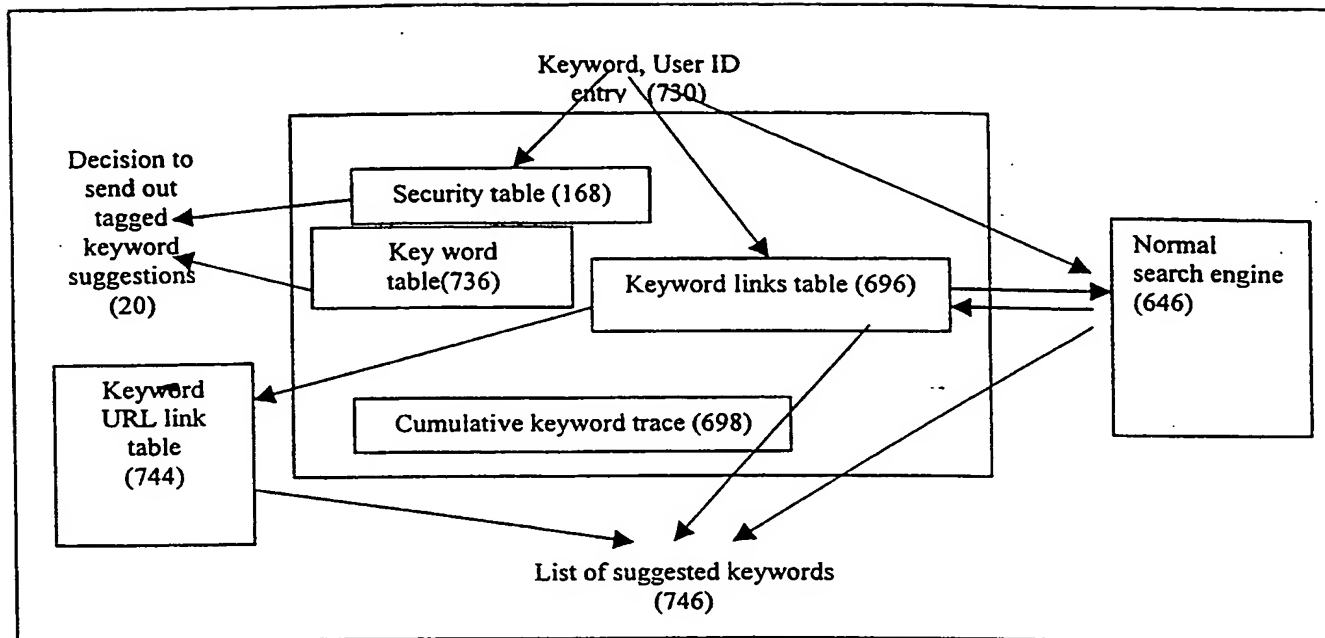 Keyword, User ID
entry (730)
Decision to
send out
tagged
keyword
suggestions
(20)
Security table (168)
Key word
table(736)
Keyword links table (696)
Normal
search engine
(646)
Keyword
URL link
table
(744)
Cumulative keyword trace (698)
List of suggested keywords
(746)